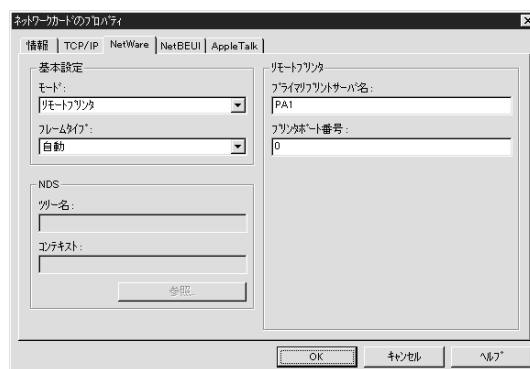 ネットワークカードのプロパティ
情報 TCP/IP NetWare NetBEUI AppleTalk
基本設定
モード:
リモートプリンタ
フレームタイプ:
自動
NDS
ツリー名:
コンテキスト:
参照...
リモートプリンタ
プライマリプリントサーバ名:
PA1
プリンタポート番号:
0
OK キャンセル ヘルプ